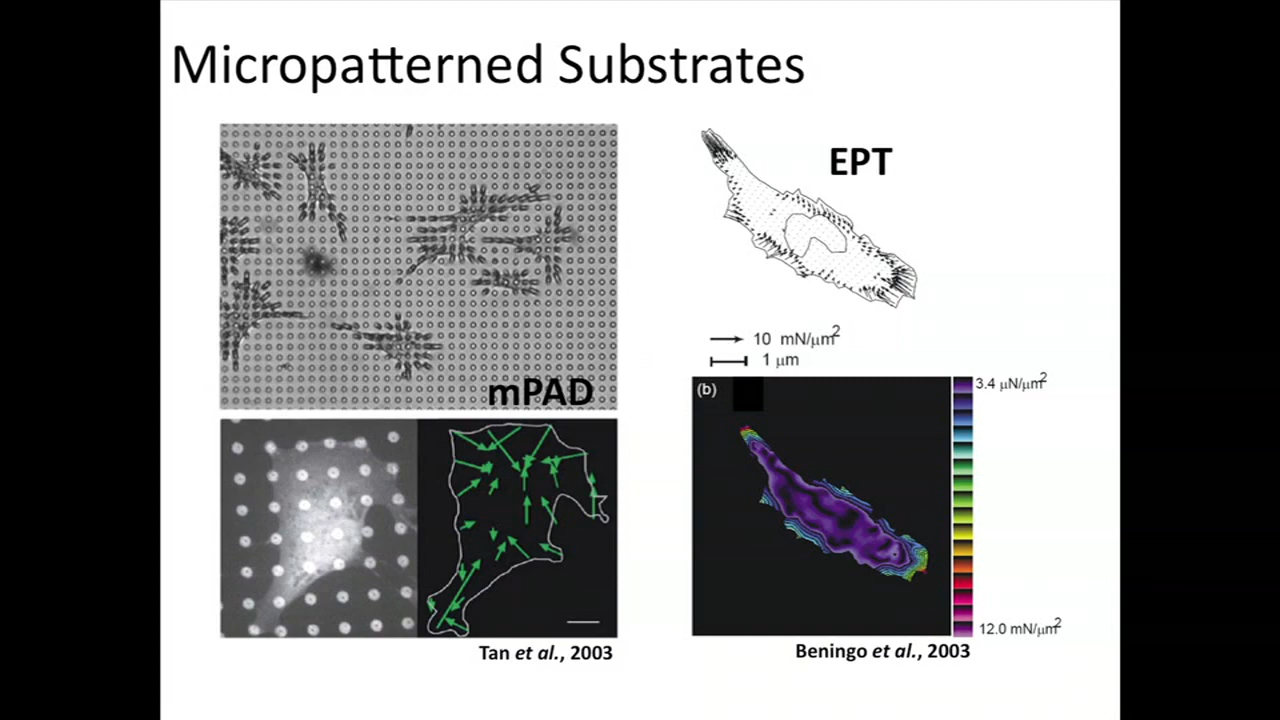 Micropatterned Substrates
mPAD
Tan et al., 2003
EPT
10 mN/μm2
1 μm
(b)
3.4 μN/μm2
12.0 mN/μm2
Beningo et al., 2003